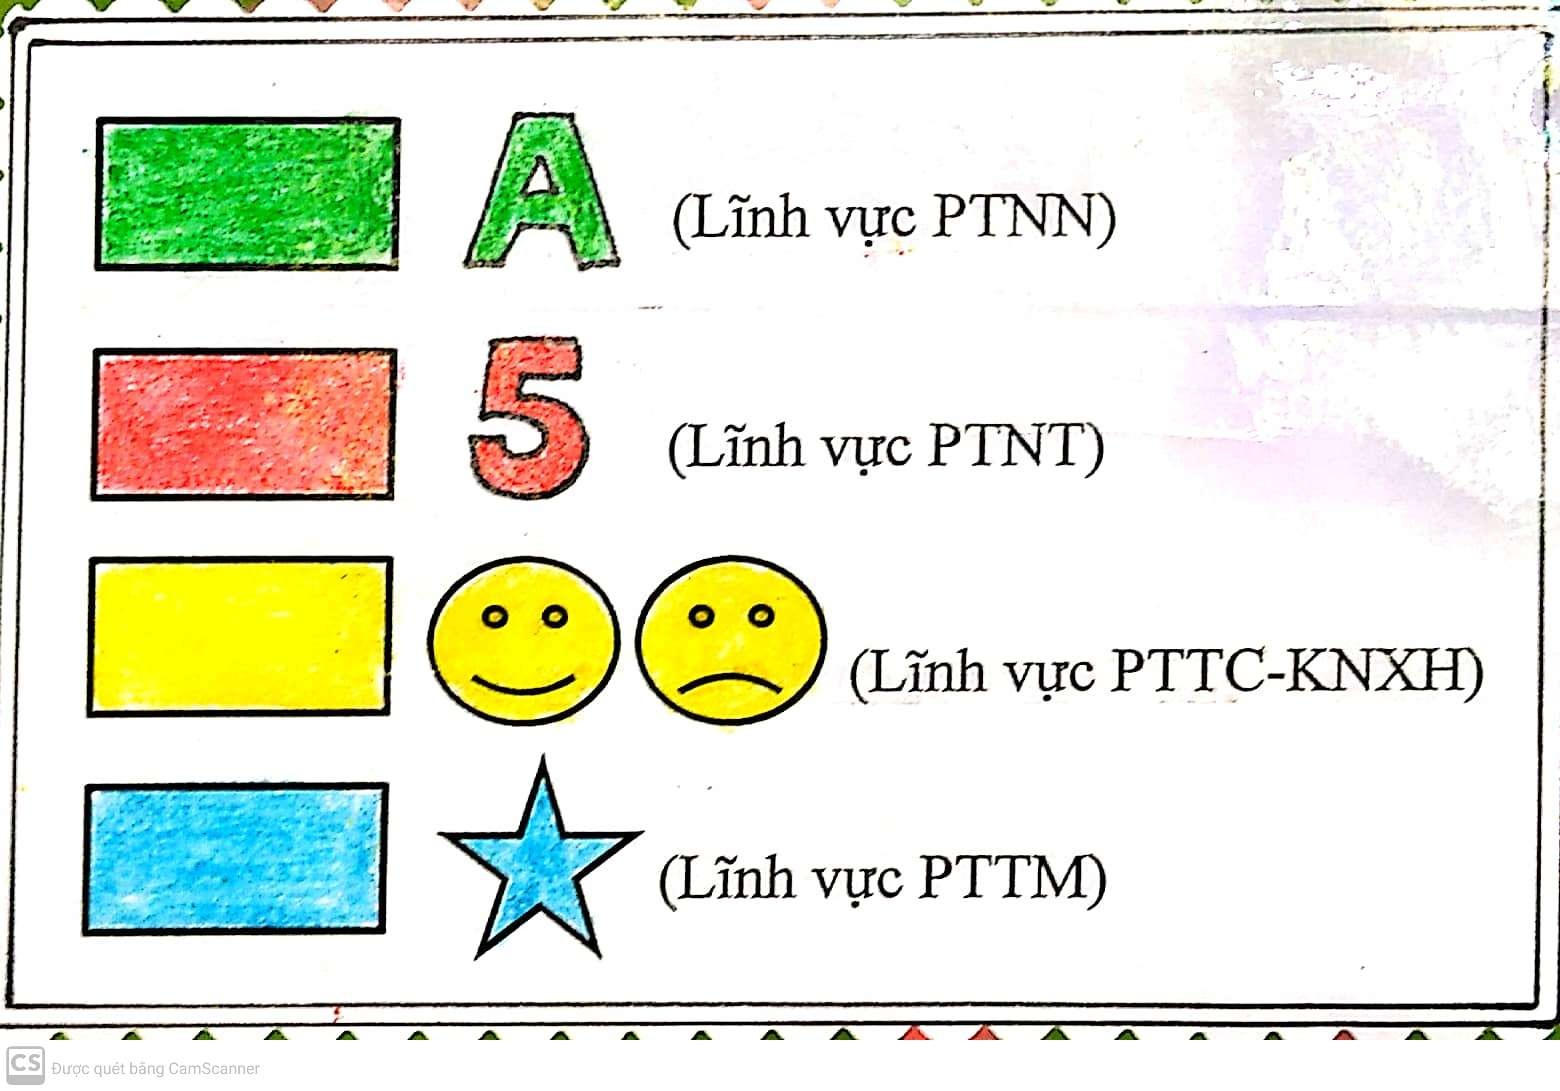 A (Lĩnh vực PTNN)
5 (Lĩnh vực PTNT)
(Lĩnh vực PTTC-KNXH)
(Lĩnh vực PTTM)
CS Được quét bằng CamScanner